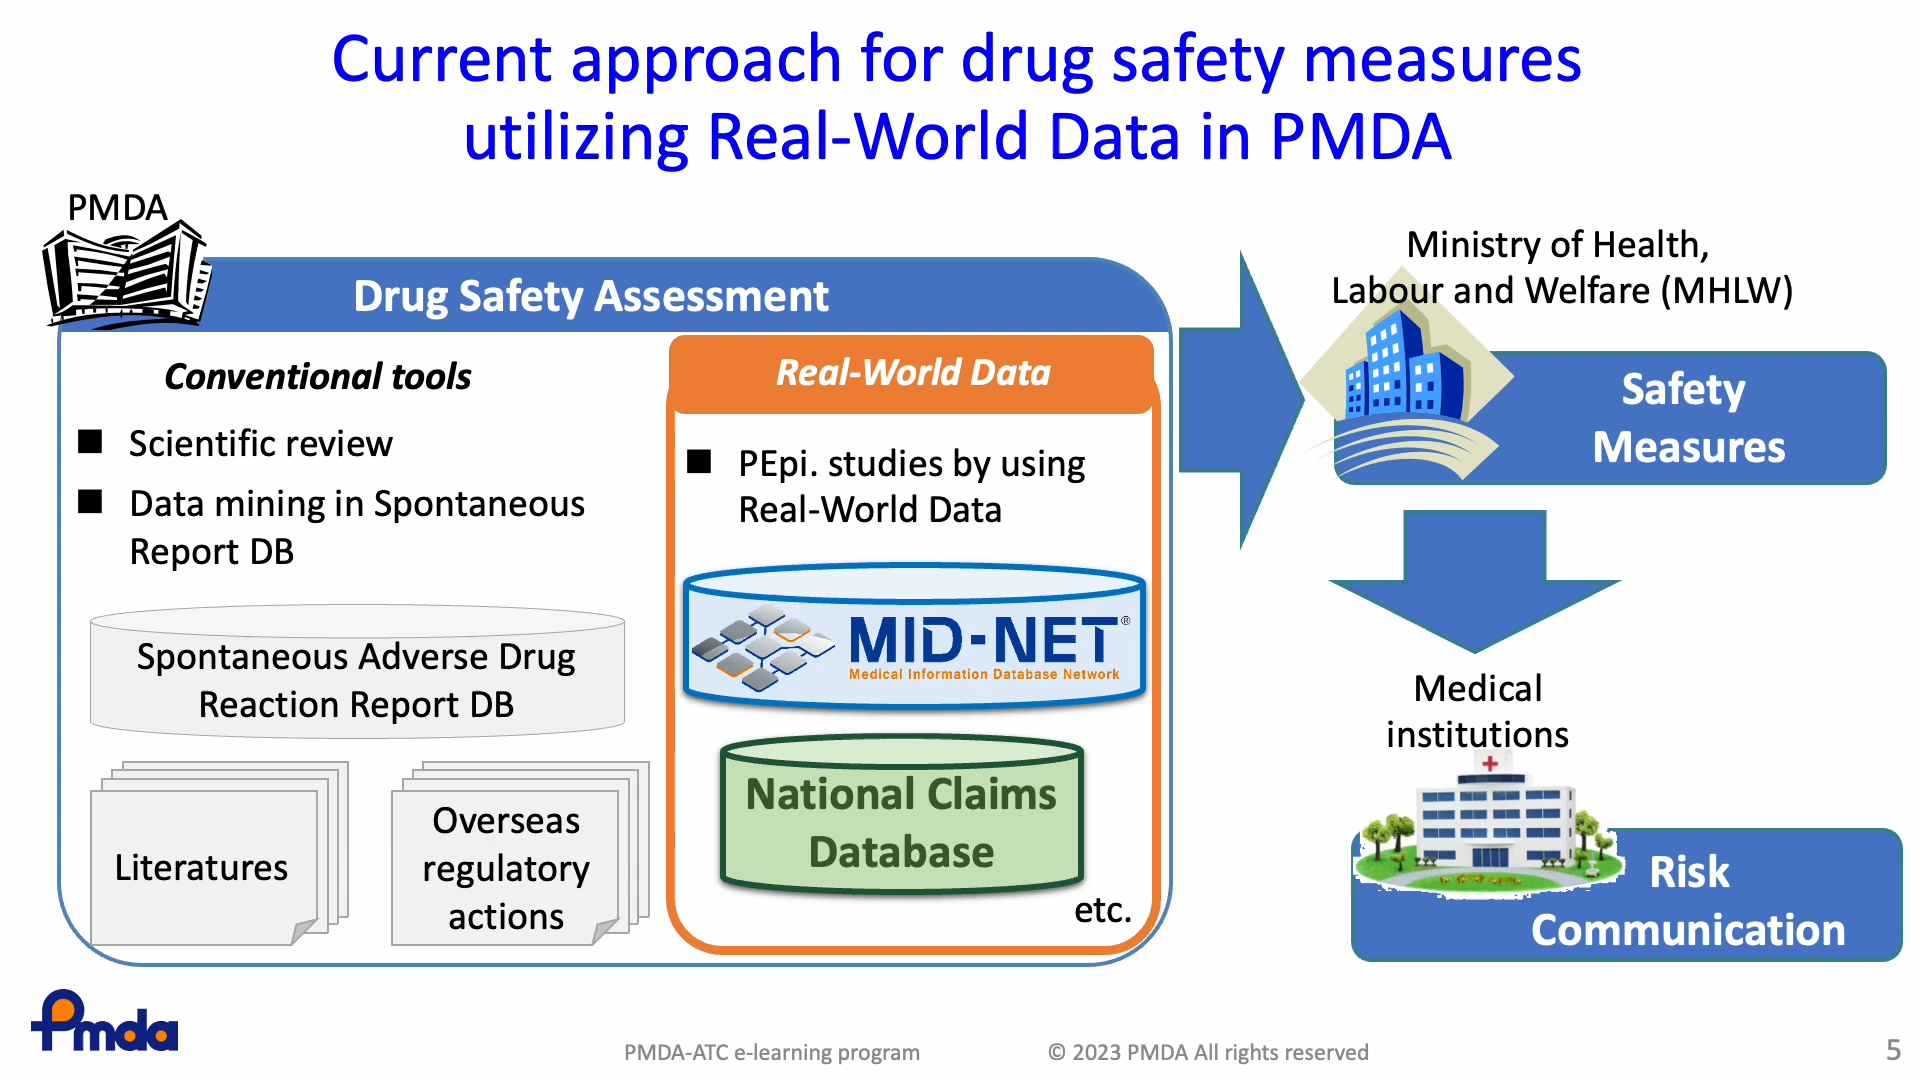 Current approach for drug safety measures
utilizing Real-World Data in PMDA
PMDA
Drug Safety Assessment
Conventional tools
■ Scientific review
■ Data mining in Spontaneous
Report DB
Spontaneous Adverse Drug
Reaction Report DB
Literatures
Overseas
regulatory
actions
Real-World Data
■ PEpi. studies by using
Real-World Data
MID-NET®
Medical Information Database Network
National Claims
Database
etc.
Ministry of Health,
Labour and Welfare (MHLW)
Safety
Measures
Medical
institutions
Risk
Communication
Pmda
PMDA-ATC e-learning program
© 2023 PMDA All rights reserved
5